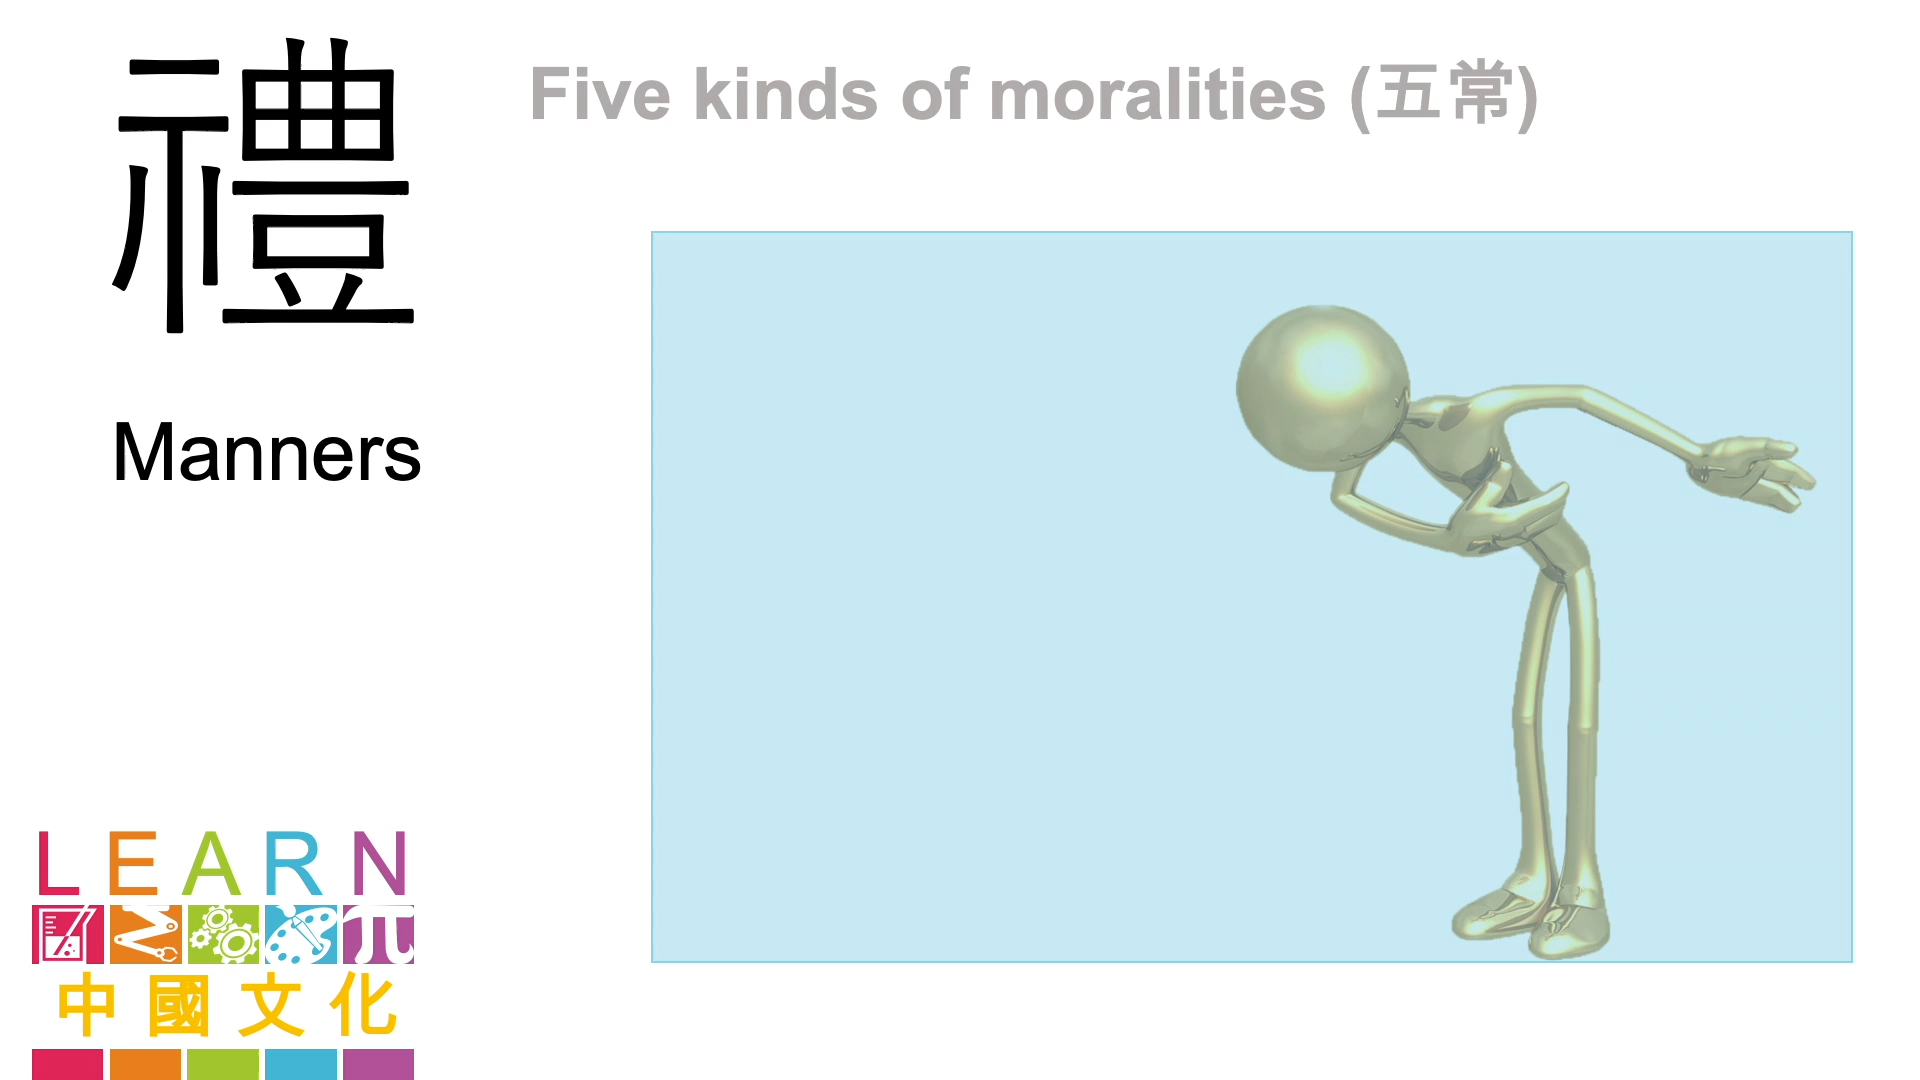 禮
Five kinds of moralities (五常)
Manners
LEARN
中國文化